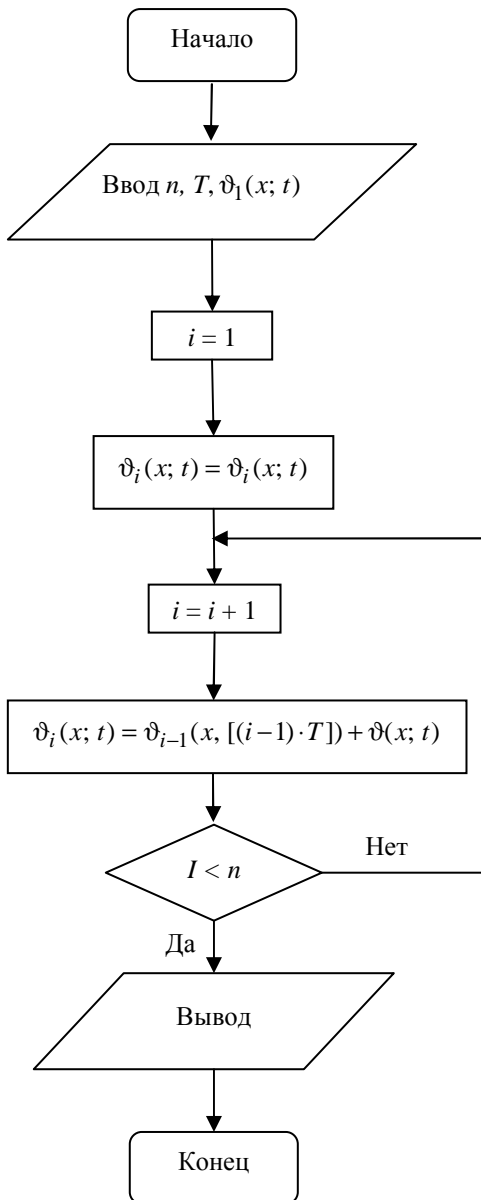 Начало
Ввод n, T, ϑ₁(x; t)
i = 1
ϑᵢ(x; t) = ϑᵢ(x; t)
i = i + 1
ϑᵢ(x; t) = ϑᵢ₋₁(x, [(i−1)·T]) + ϑ(x; t)
I < n
Нет
Да
Вывод
Конец